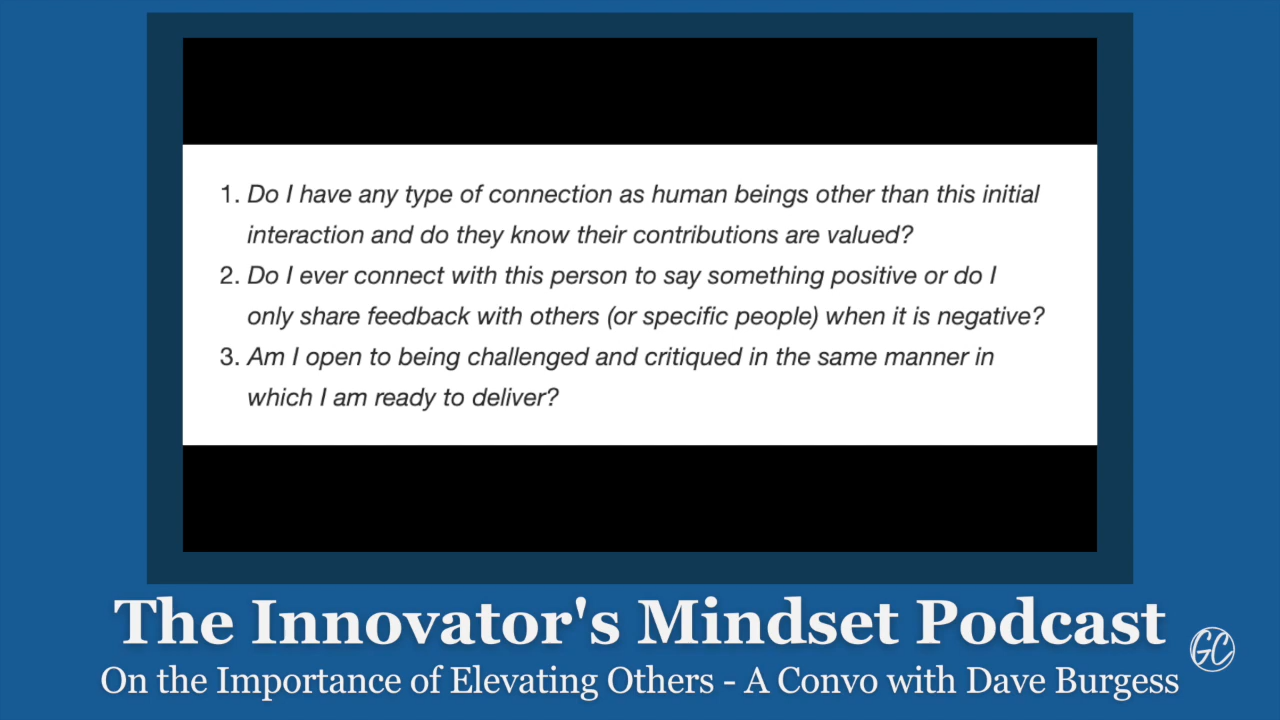 1. Do I have any type of connection as human beings other than this initial
interaction and do they know their contributions are valued?
2. Do I ever connect with this person to say something positive or do I
only share feedback with others (or specific people) when it is negative?
3. Am I open to being challenged and critiqued in the same manner in
which I am ready to deliver?
The Innovator's Mindset Podcast
GC
On the Importance of Elevating Others - A Convo with Dave Burgess